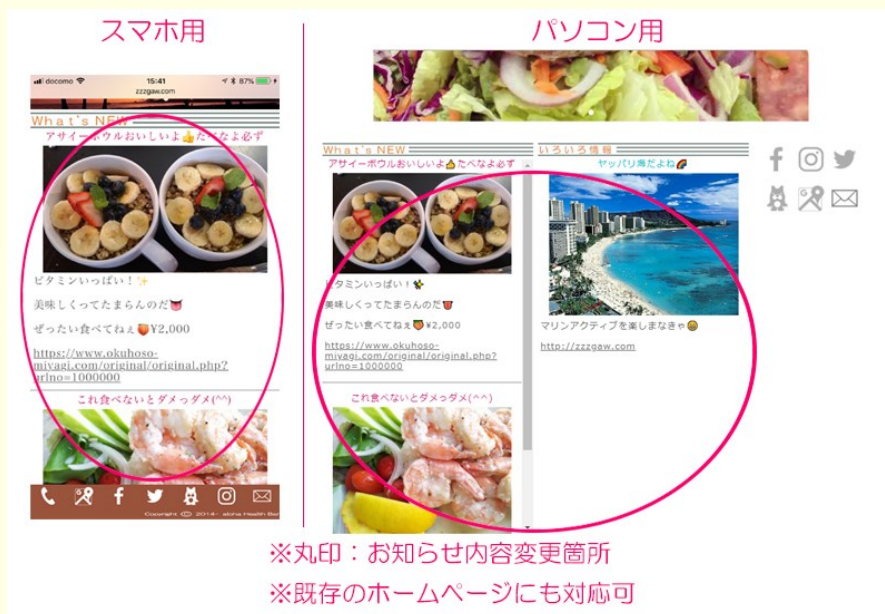 スマホ用
パソコン用
docomo 15:41 87%
zzzgaw.com
What's NEW
アサイーボウルおいしいよ👍たべなよ必ず
ビタミンいっぱい！✨
美味しくってたまらんのだ👅
ぜったい食べてねぇ🍑¥2,000
https://www.okuhoso-
miyagi.com/original/original.php?
urlno=1000000
これ食べないとダメっダメ(^^)
Copyright © 2014- aloha Health Bar
What's NEW
アサイーボウルおいしいよ👍たべなよ必ず
ビタミンいっぱい！✨
美味しくってたまらんのだ👅
ぜったい食べてねぇ🍑¥2,000
https://www.okuhoso-
miyagi.com/original/original.php?
urlno=1000000
これ食べないとダメっダメ(^^)
いろいろ情報
ヤッパリ海だよね🌈
マリンアクティブを楽しまなきゃ😄
http://zzzgaw.com
※丸印：お知らせ内容変更箇所
※既存のホームページにも対応可